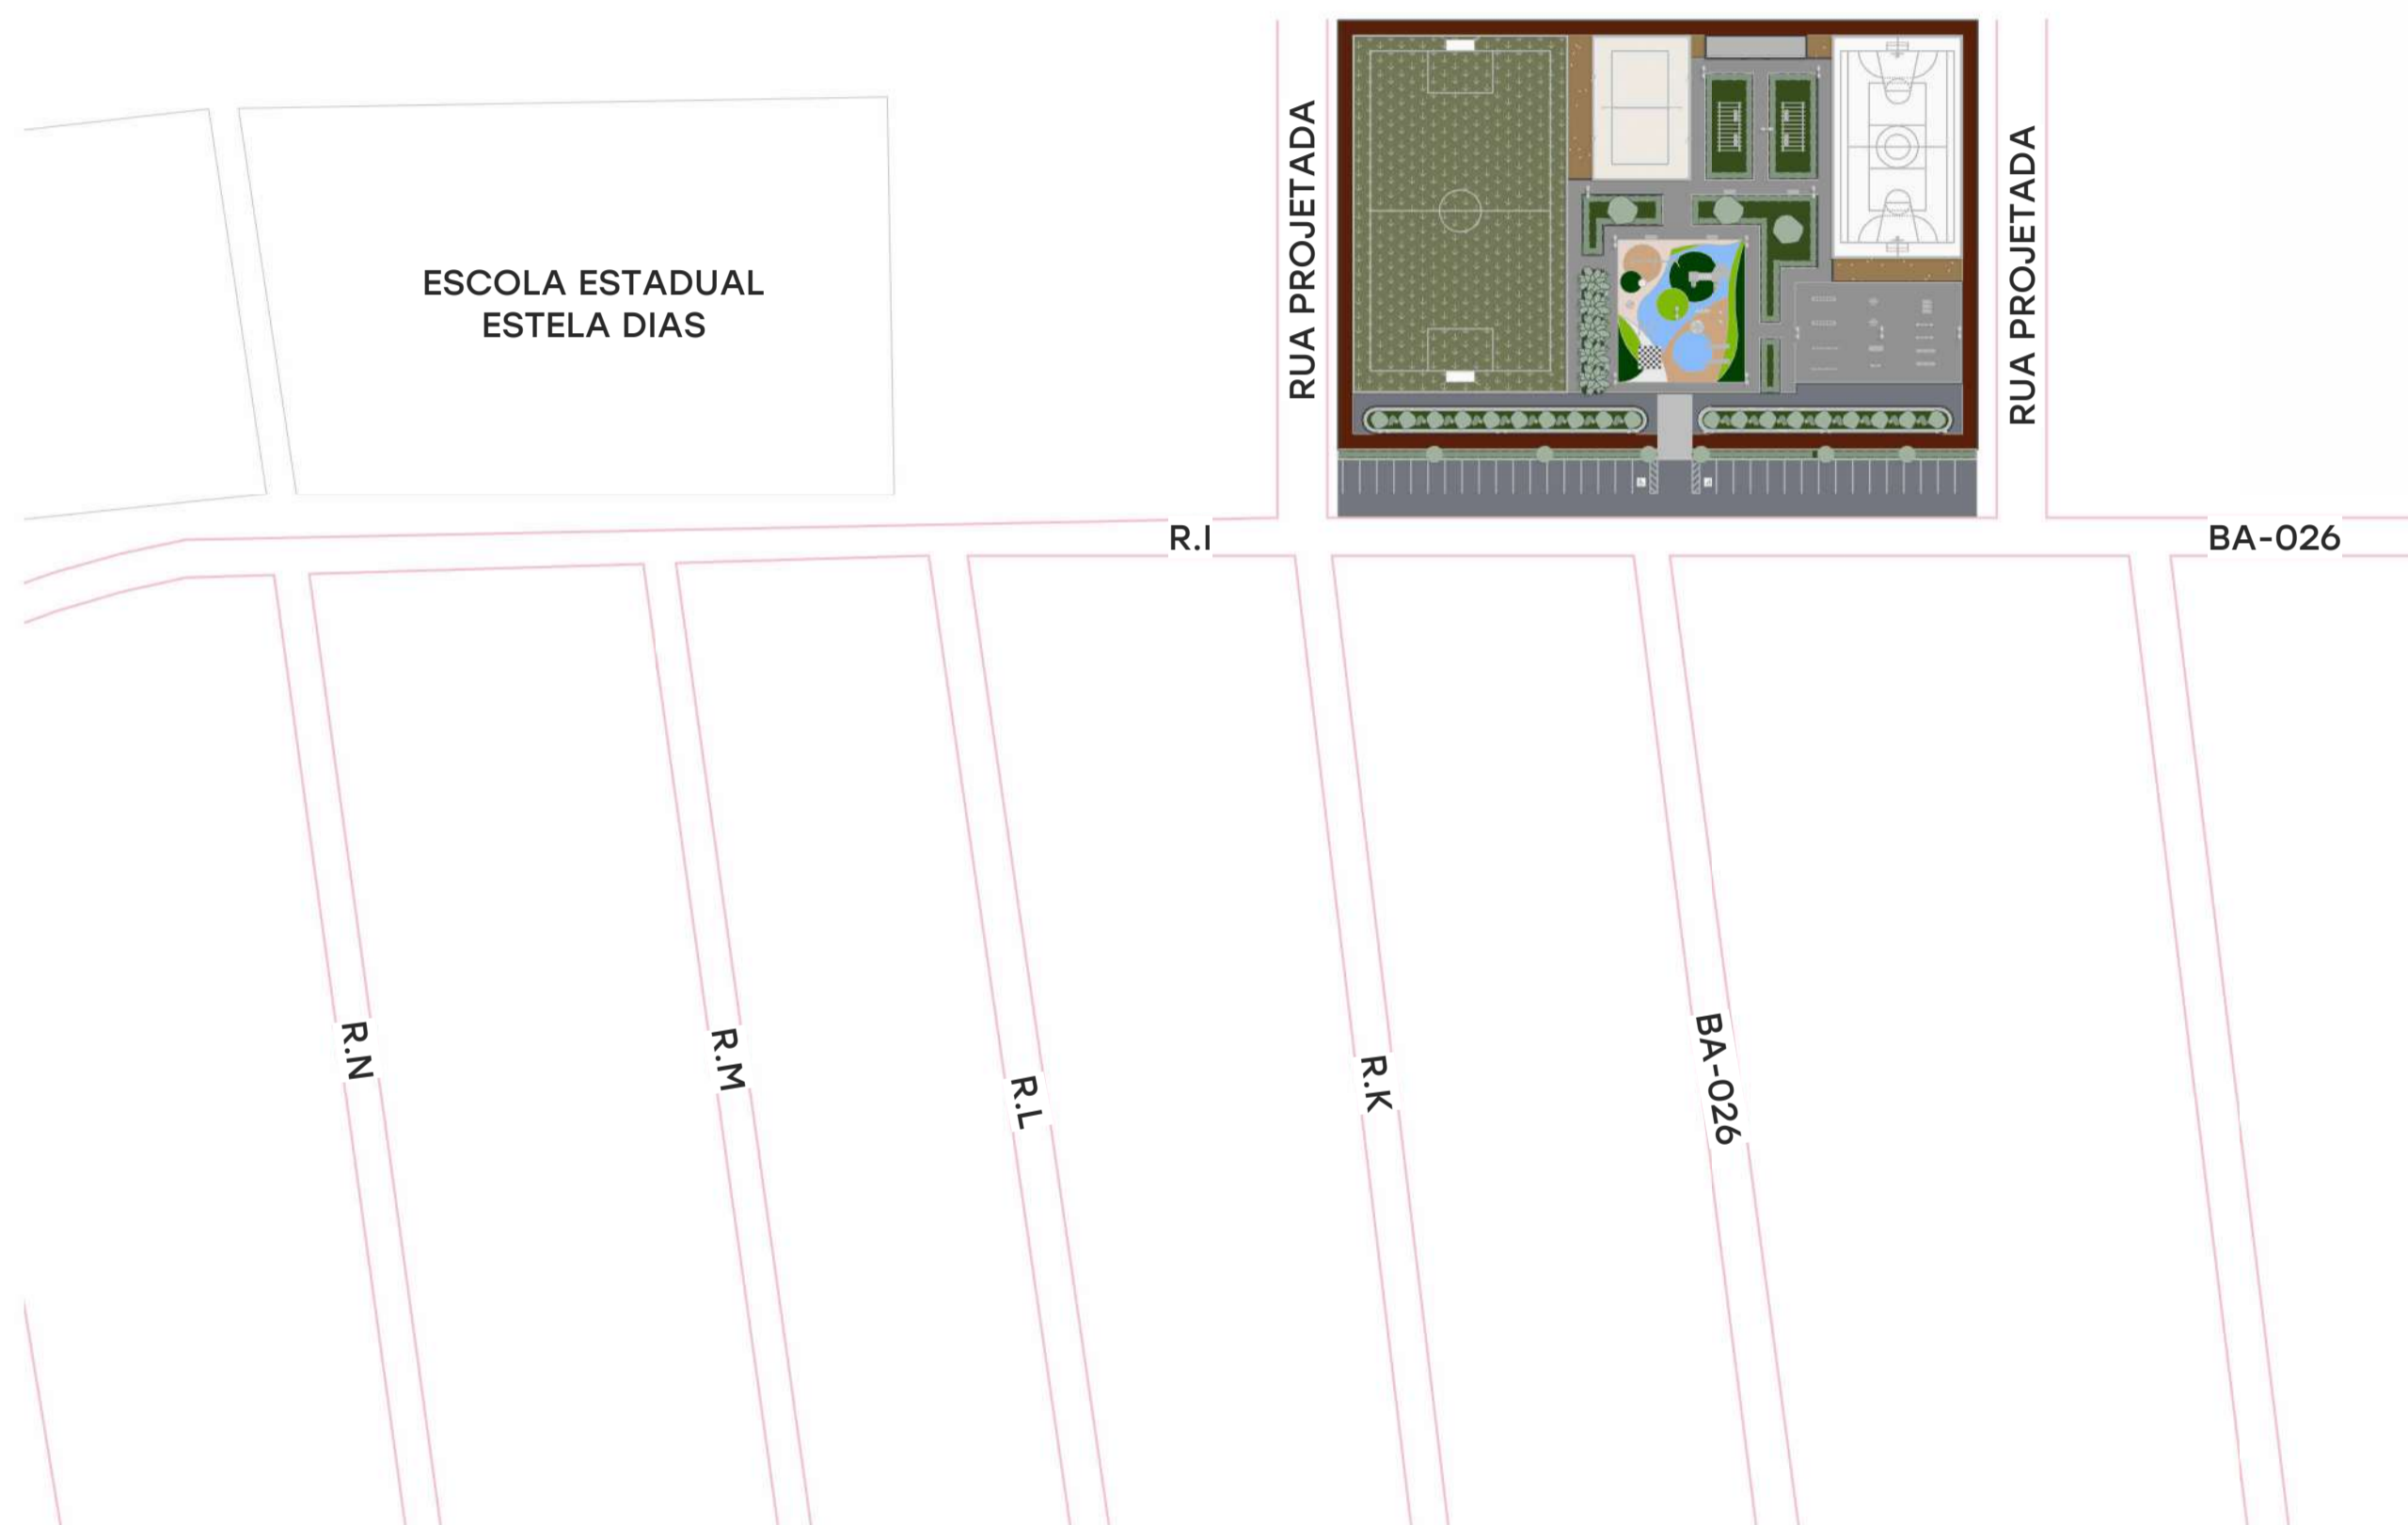 ESCOLA ESTADUAL
ESTELA DIAS
RUA PROJETADA
RUA PROJETADA
R.I
BA-026
R.N
R.M
R.L
R.K
BA-026